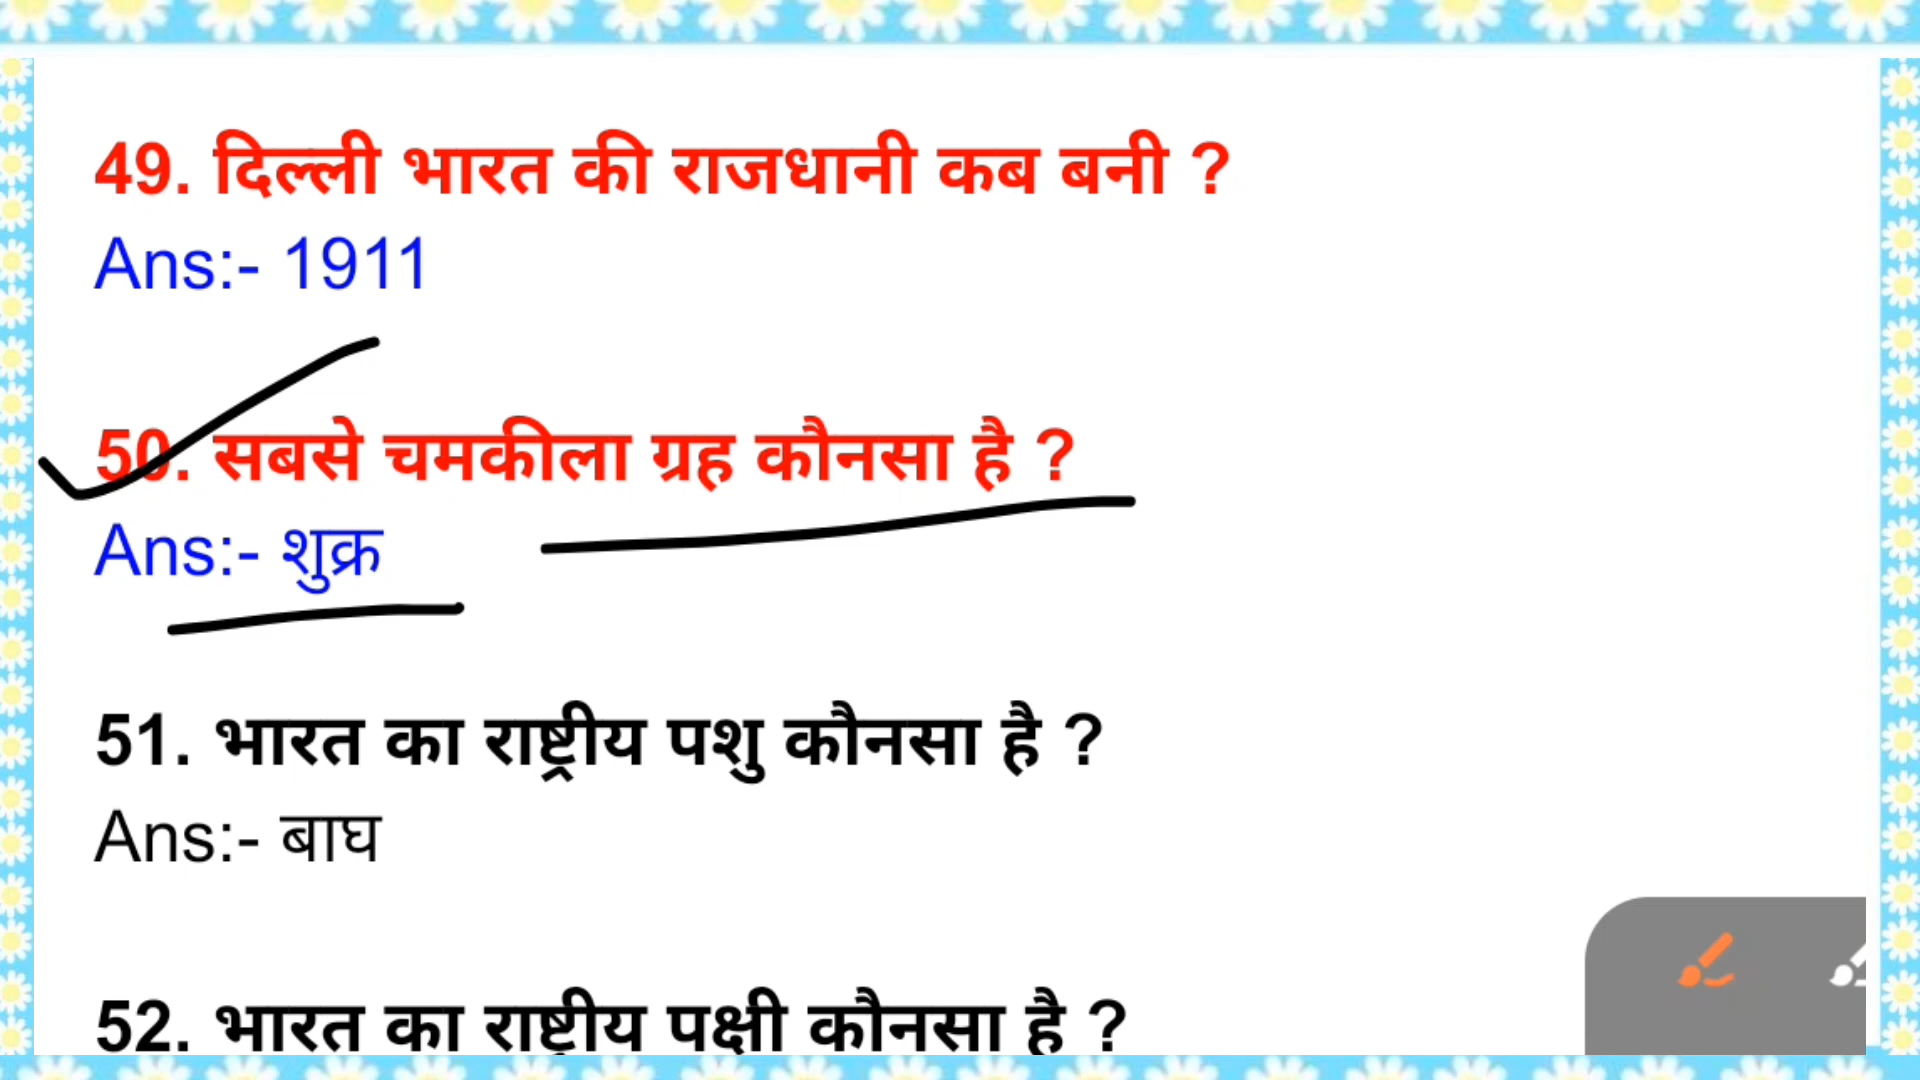 49. दिल्ली भारत की राजधानी कब बनी ?
Ans:- 1911
50. सबसे चमकीला ग्रह कौनसा है ?
Ans:- शुक्र
51. भारत का राष्ट्रीय पशु कौनसा है ?
Ans:- बाघ
52. भारत का राष्ट्रीय पक्षी कौनसा है ?